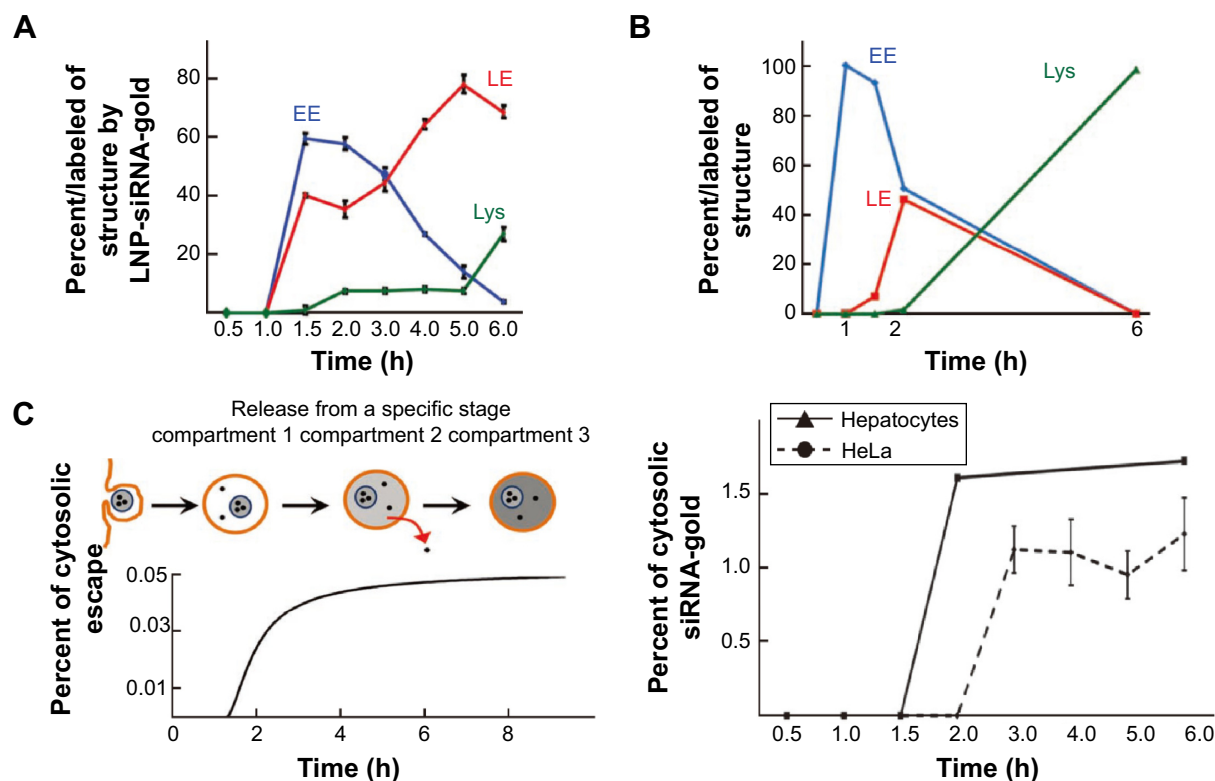 A
Percent/labeled of
structure by
LNP-siRNA-gold
80
60
40
20
EE
LE
Lys
0.5 1.0 1.5 2.0 3.0 4.0 5.0 6.0
Time (h)
B
Percent/labeled of
structure
100
80
60
40
20
0
EE
Lys
LE
1 2 6
Time (h)
C
Release from a specific stage
compartment 1 compartment 2 compartment 3
Percent of cytosolic
escape
0.05
0.03
0.01
0 2 4 6 8
Time (h)
Percent of cytosolic
siRNA-gold
Hepatocytes
HeLa
1.5
1.0
0.5
0.5 1.0 1.5 2.0 3.0 4.0 5.0 6.0
Time (h)